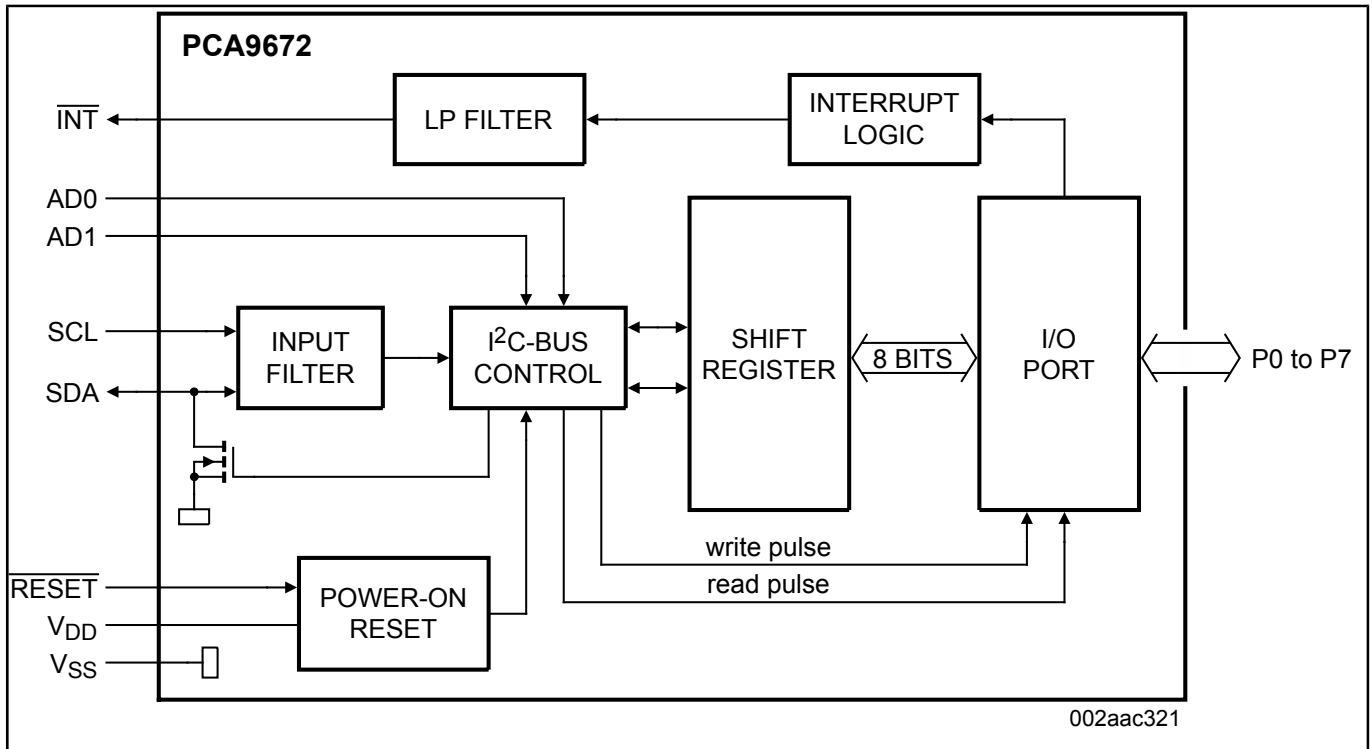 PCA9672
INT
LP FILTER
INTERRUPT
LOGIC
AD0
AD1
SCL
SDA
INPUT
FILTER
I²C-BUS
CONTROL
SHIFT
REGISTER
8 BITS
I/O
PORT
P0 to P7
write pulse
read pulse
RESET
VDD
VSS
POWER-ON
RESET
002aac321